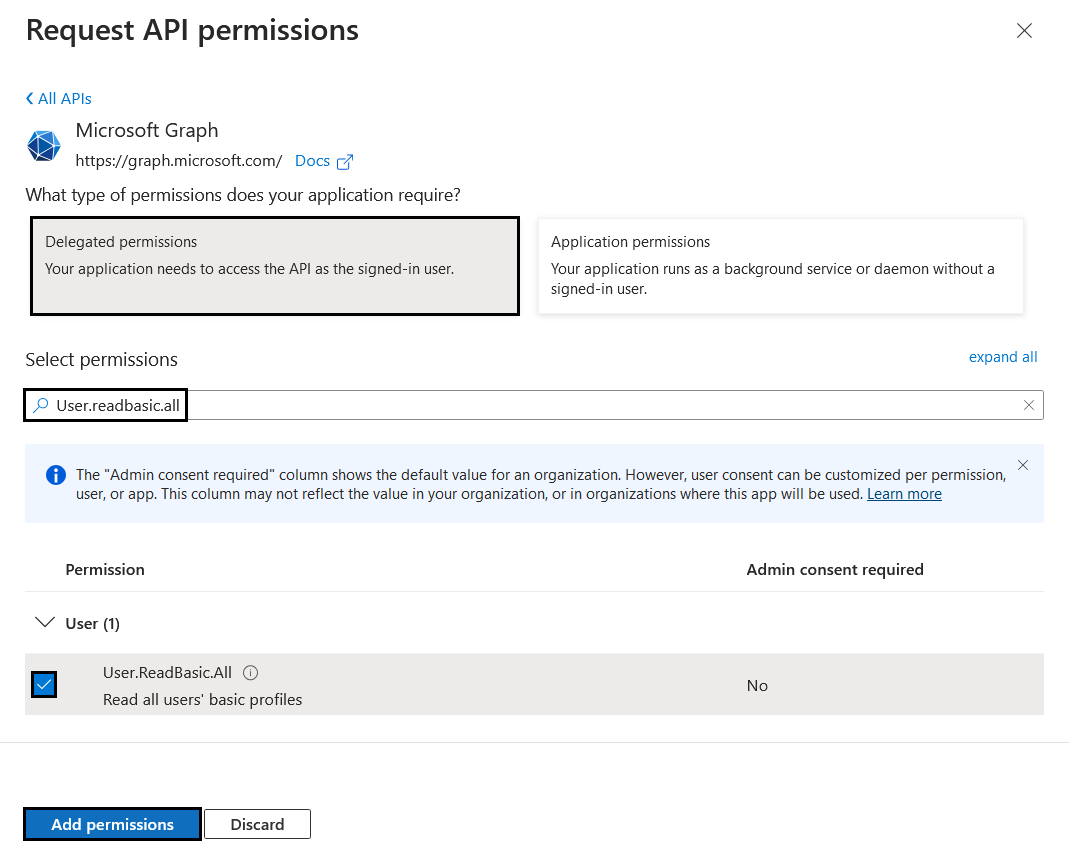 Request API permissions
All APIs
Microsoft Graph
https://graph.microsoft.com/ Docs
What type of permissions does your application require?
Delegated permissions
Your application needs to access the API as the signed-in user.
Application permissions
Your application runs as a background service or daemon without a
signed-in user.
Select permissions
expand all
User.readbasic.all
The "Admin consent required" column shows the default value for an organization. However, user consent can be customized per permission,
user, or app. This column may not reflect the value in your organization, or in organizations where this app will be used. Learn more
Permission Admin consent required
User (1)
User.ReadBasic.All
Read all users' basic profiles
No
Add permissions Discard